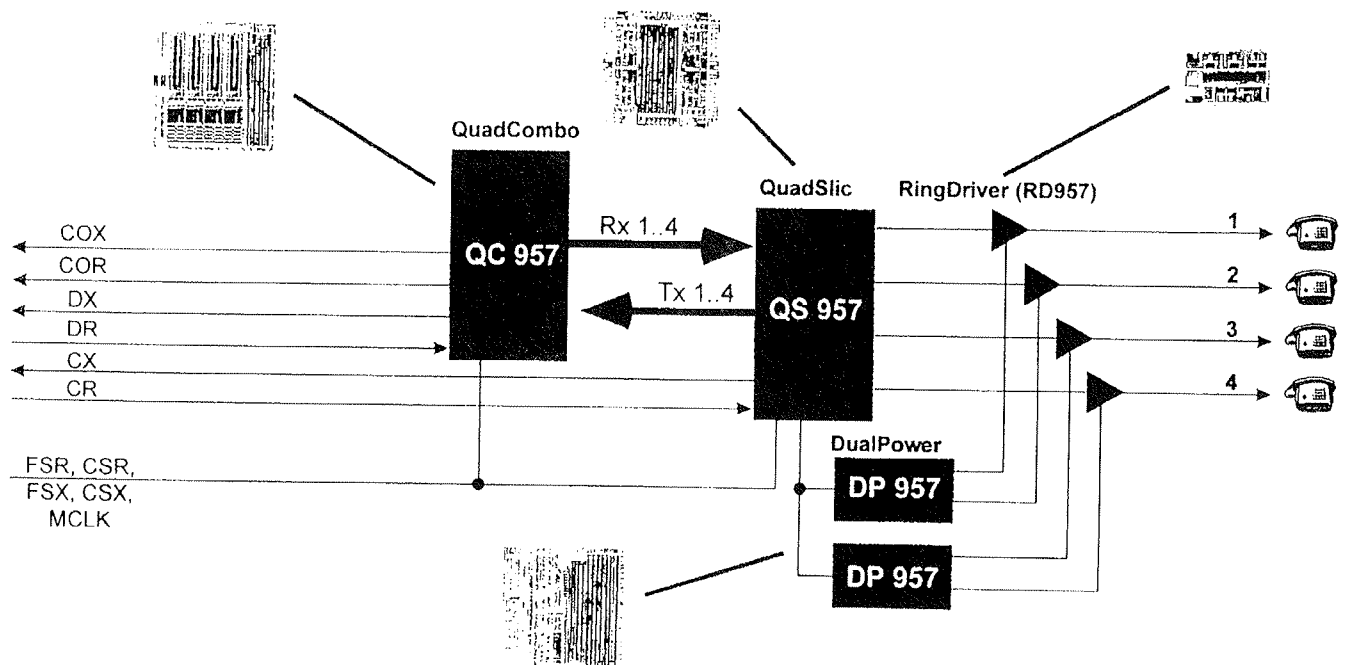 QuadCombo
QC 957
QuadSlic
QS 957
RingDriver (RD957)
Rx 1..4
Tx 1..4
COX
COR
DX
DR
CX
CR
FSR, CSR,
FSX, CSX,
MCLK
DualPower
DP 957
DP 957
1
2
3
4